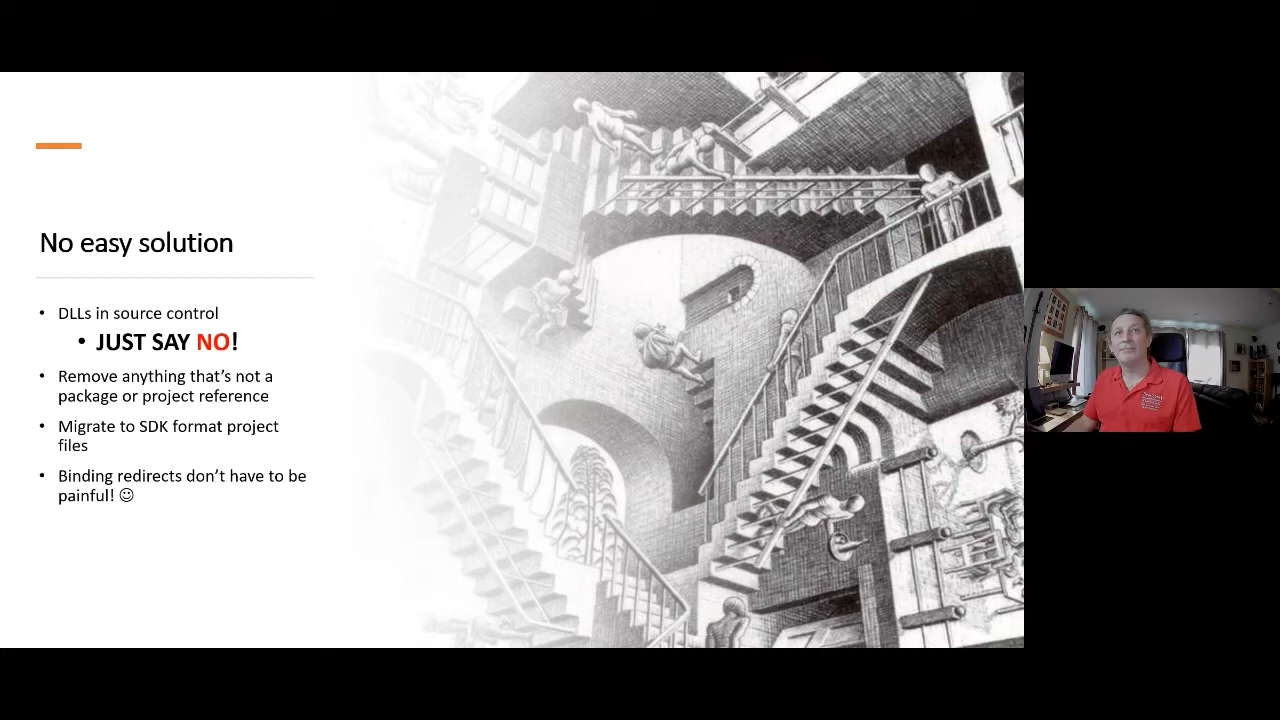 No easy solution
• DLLs in source control
• JUST SAY NO!
• Remove anything that’s not a
package or project reference
• Migrate to SDK format project
files
• Binding redirects don’t have to be
painful! ☺